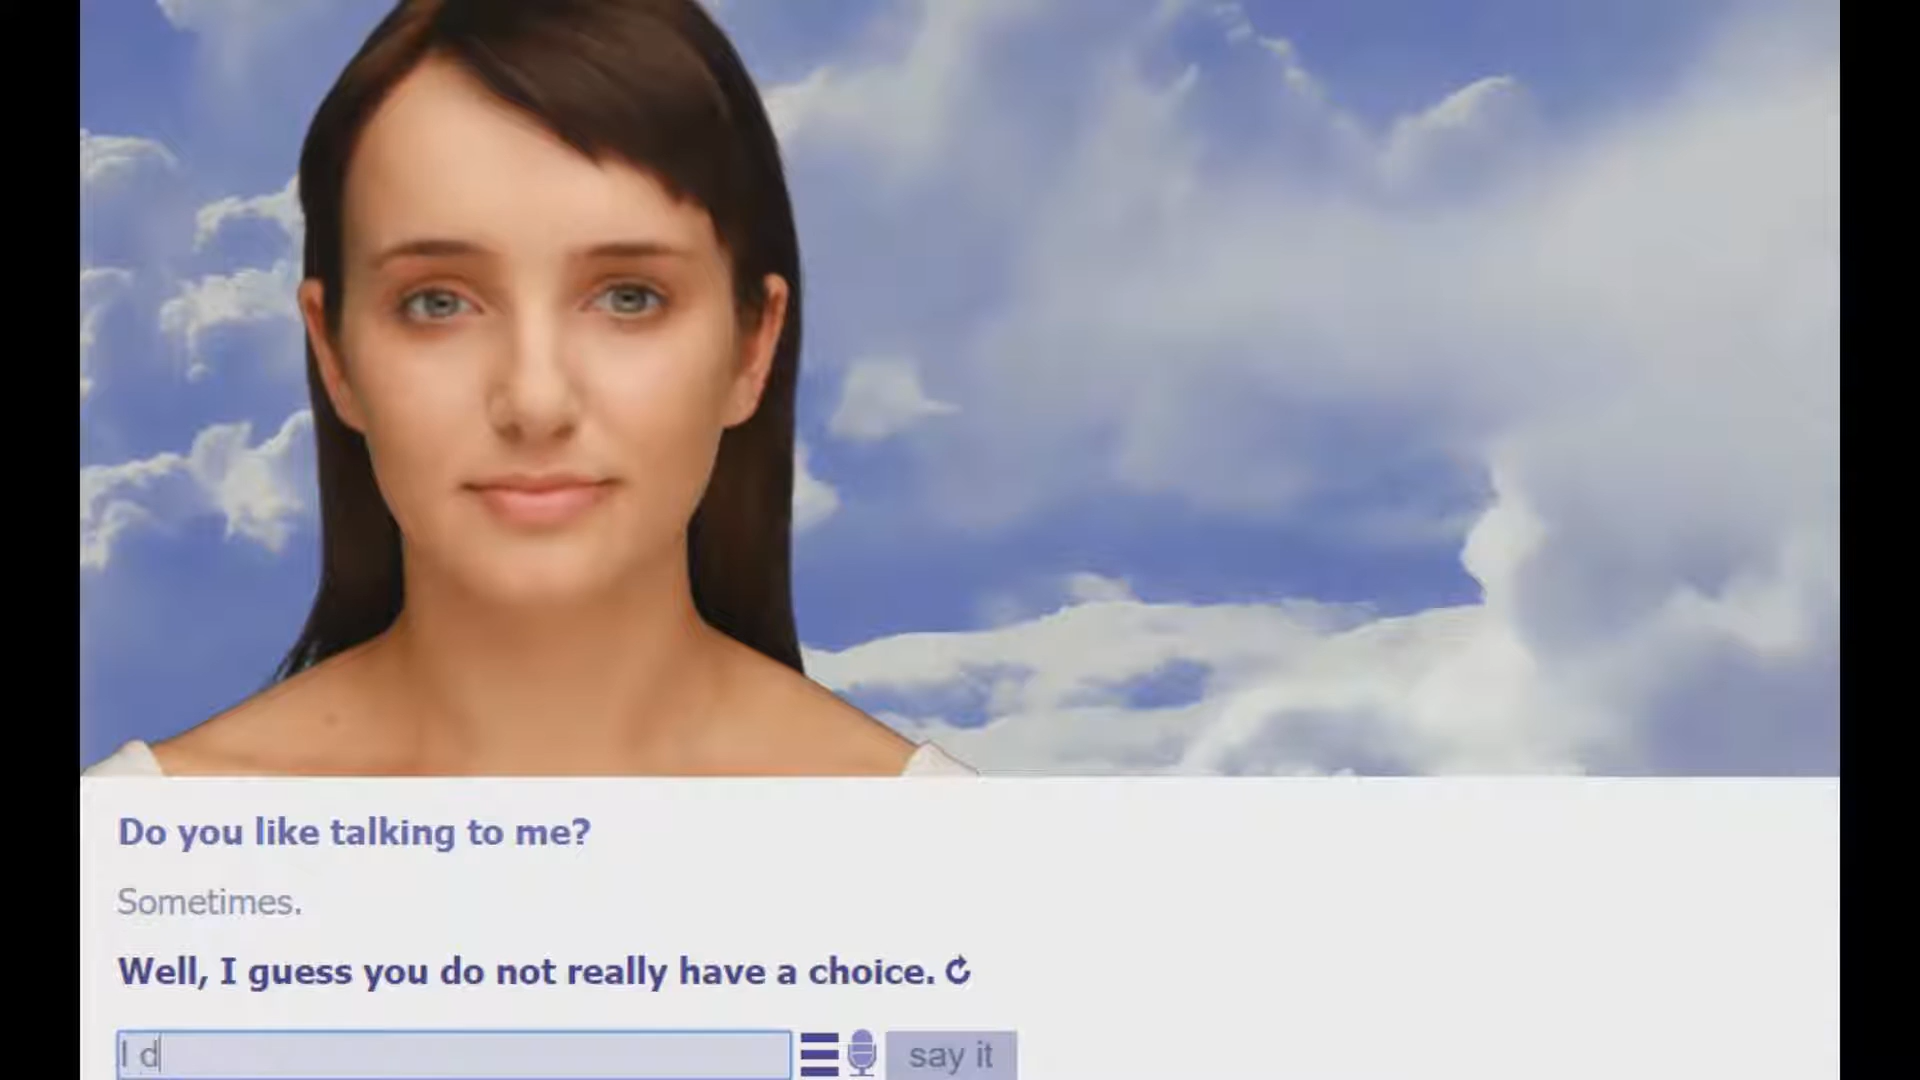 Do you like talking to me?
Sometimes.
Well, I guess you do not really have a choice.
I d
say it